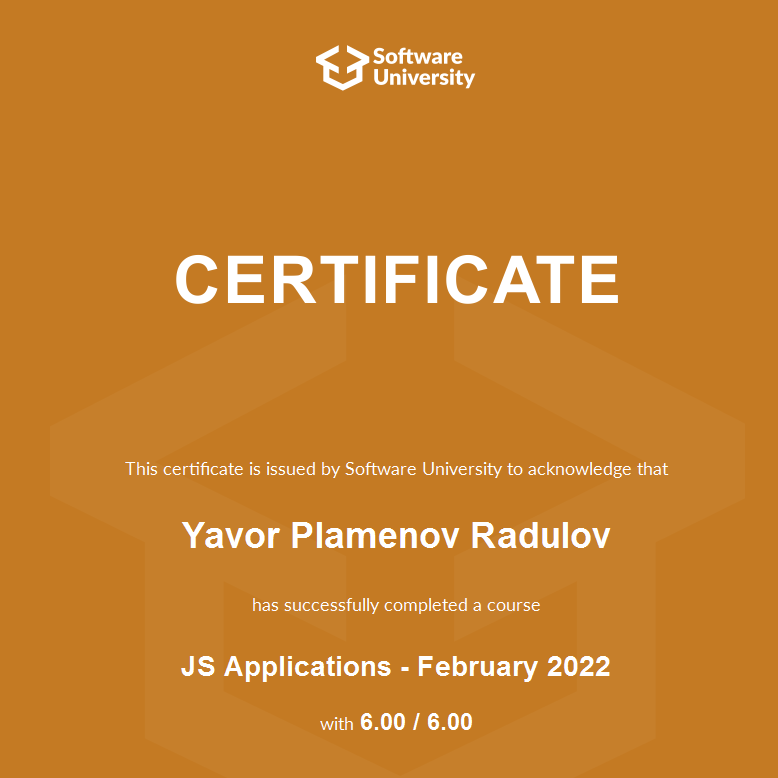 Software
University
CERTIFICATE
This certificate is issued by Software University to acknowledge that
Yavor Plamenov Radulov
has successfully completed a course
JS Applications - February 2022
with 6.00 / 6.00